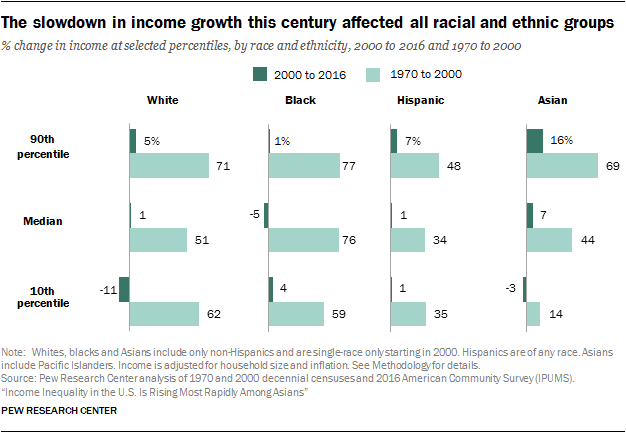 The slowdown in income growth this century affected all racial and ethnic groups
% change in income at selected percentiles, by race and ethnicity, 2000 to 2016 and 1970 to 2000
2000 to 2016 1970 to 2000
White Black Hispanic Asian
90th percentile
5% 1% 7% 16%
71 77 48 69
Median
1 -5 1 7
51 76 34 44
10th percentile
-11 4 1 -3
62 59 35 14
Note: Whites, blacks and Asians include only non-Hispanics and are single-race only starting in 2000. Hispanics are of any race. Asians
include Pacific Islanders. Income is adjusted for household size and inflation. See Methodology for details.
Source: Pew Research Center analysis of 1970 and 2000 decennial censuses and 2016 American Community Survey (IPUMS).
“Income Inequality in the U.S. Is Rising Most Rapidly Among Asians”
PEW RESEARCH CENTER